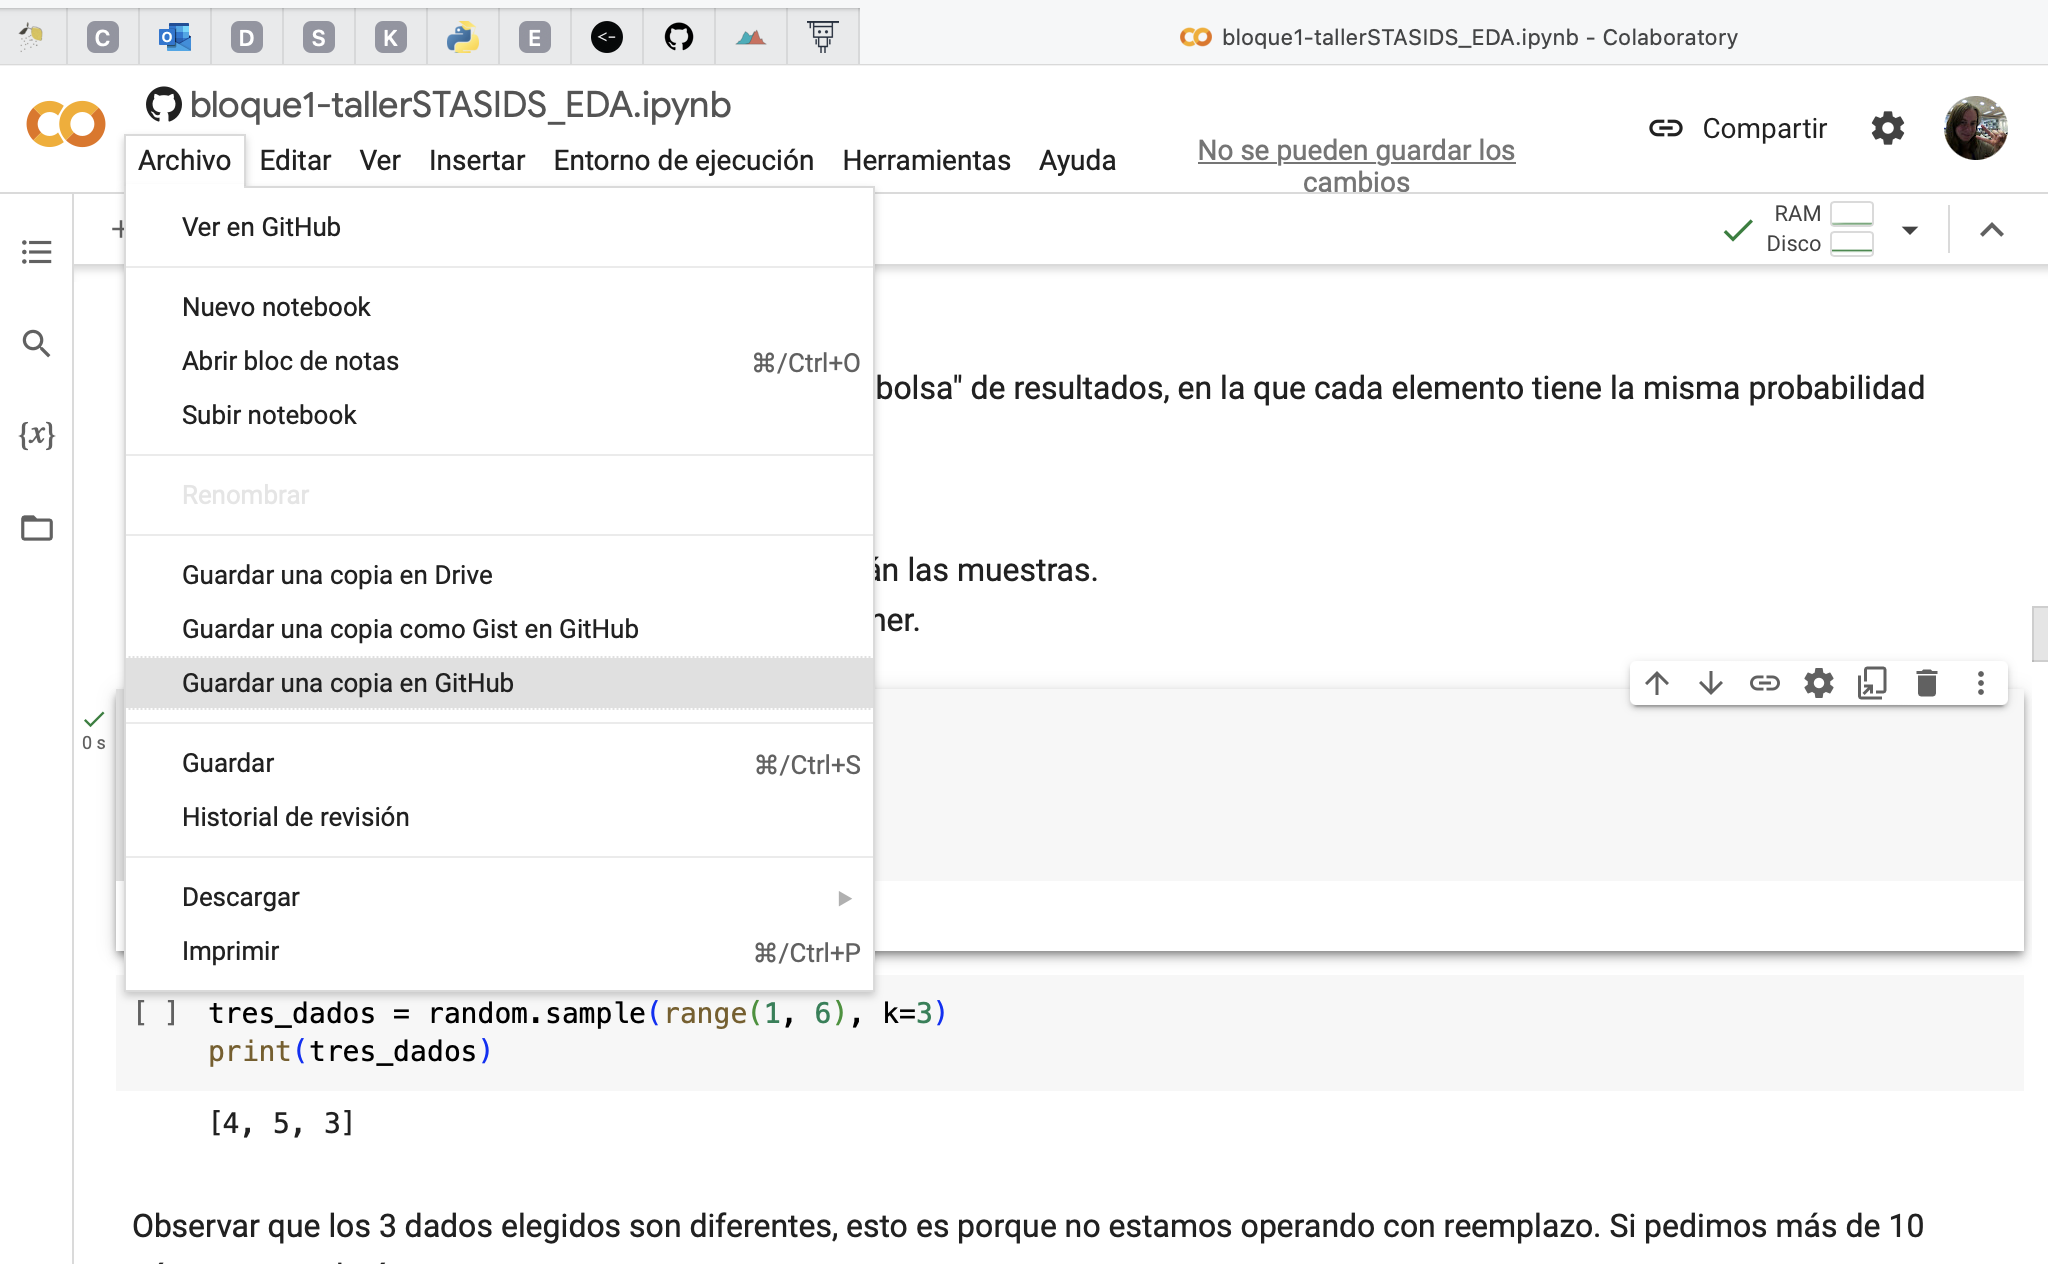 C D S K E <-
bloque1-tallerSTASIDS_EDA.ipynb - Colaboratory
bloque1-tallerSTASIDS_EDA.ipynb
Archivo Editar Ver Insertar Entorno de ejecución Herramientas Ayuda
No se pueden guardar los
cambios
Compartir
RAM
Disco
+
{x}
Ver en GitHub
Nuevo notebook
Abrir bloc de notas ⌘/Ctrl+O
Subir notebook
Renombrar
Guardar una copia en Drive
Guardar una copia como Gist en GitHub
Guardar una copia en GitHub
Guardar ⌘/Ctrl+S
Historial de revisión
Descargar
Imprimir ⌘/Ctrl+P
bolsa" de resultados, en la que cada elemento tiene la misma probabilidad
án las muestras.
ner.
0 s
[ ] tres_dados = random.sample(range(1, 6), k=3)
print(tres_dados)
[4, 5, 3]
Observar que los 3 dados elegidos son diferentes, esto es porque no estamos operando con reemplazo. Si pedimos más de 10